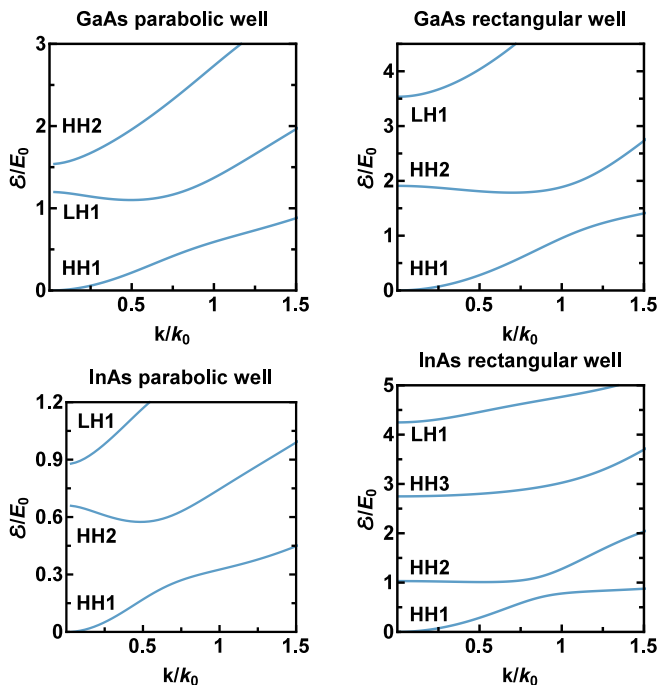 GaAs parabolic well
3
2
1
0
HH2
LH1
HH1
ℰ/E0
0.5
1
1.5
k/k0
GaAs rectangular well
4
3
2
1
0
LH1
HH2
HH1
ℰ/E0
0.5
1
1.5
k/k0
InAs parabolic well
1.2
0.9
0.6
0.3
0
LH1
HH2
HH1
ℰ/E0
0.5
1
1.5
k/k0
InAs rectangular well
5
4
3
2
1
0
LH1
HH3
HH2
HH1
ℰ/E0
0.5
1
1.5
k/k0